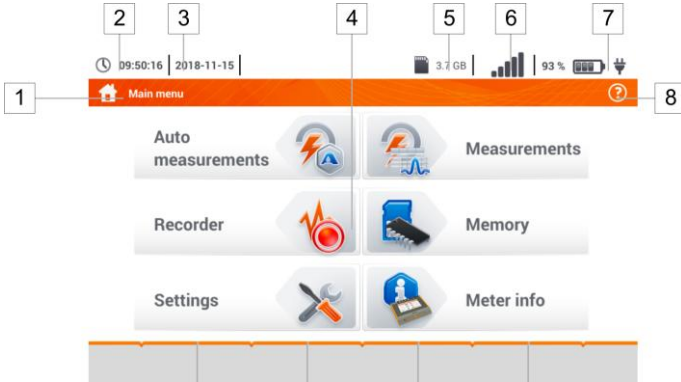 2
3
4
5
6
7
09:50:16
2018-11-15
3.7 GB
93 %
1
Main menu
?
8
Auto
measurements
Measurements
Recorder
Memory
Settings
Meter info